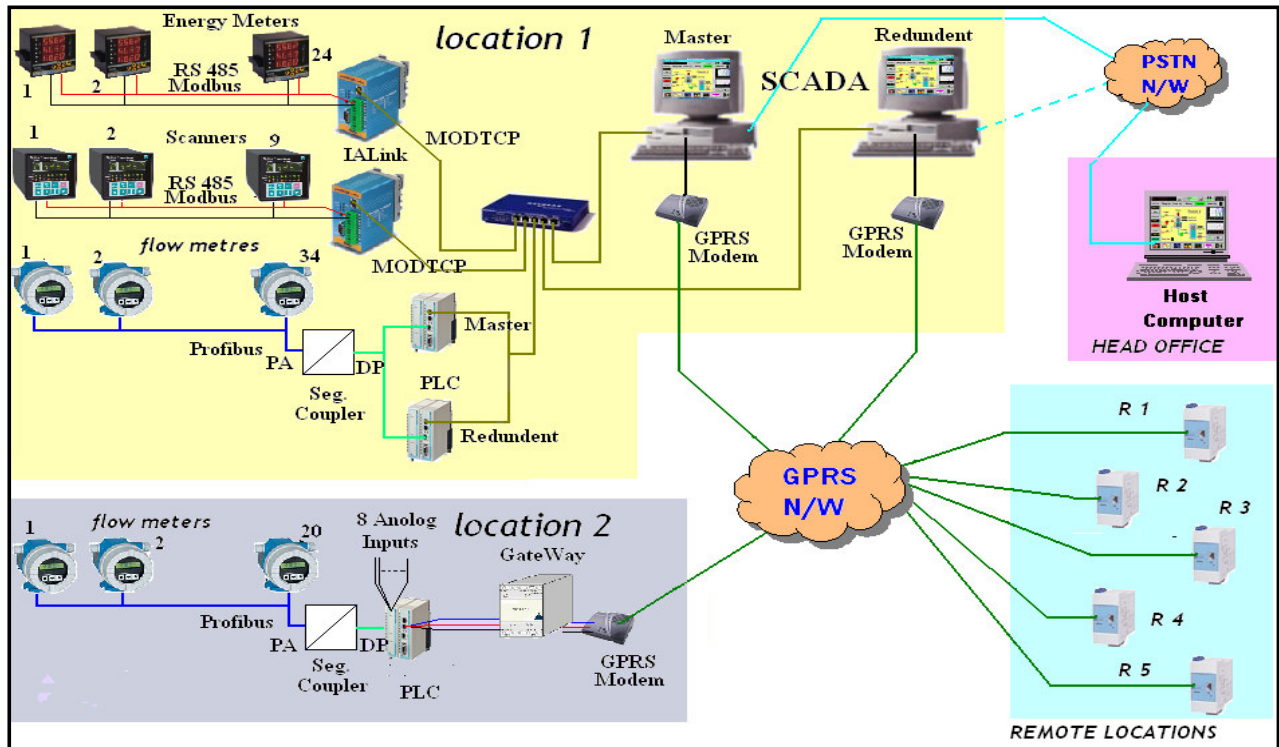 Energy Meters
location 1
Master
Redundent
SCADA
PSTN
N/W
1
2
24
RS 485
Modbus
MODTCP
IALink
1
2
9
Scanners
RS 485
Modbus
MODTCP
GPRS
Modem
GPRS
Modem
flow metres
1
2
34
Profibus
PA
DP
Seg.
Coupler
Master
PLC
Redundent
Host
Computer
HEAD OFFICE
GPRS
N/W
R 1
R 2
R 3
R 4
R 5
REMOTE LOCATIONS
location 2
flow meters
1
2
20
8 Anolog
Inputs
GateWay
Profibus
PA
DP
Seg.
Coupler
PLC
GPRS
Modem